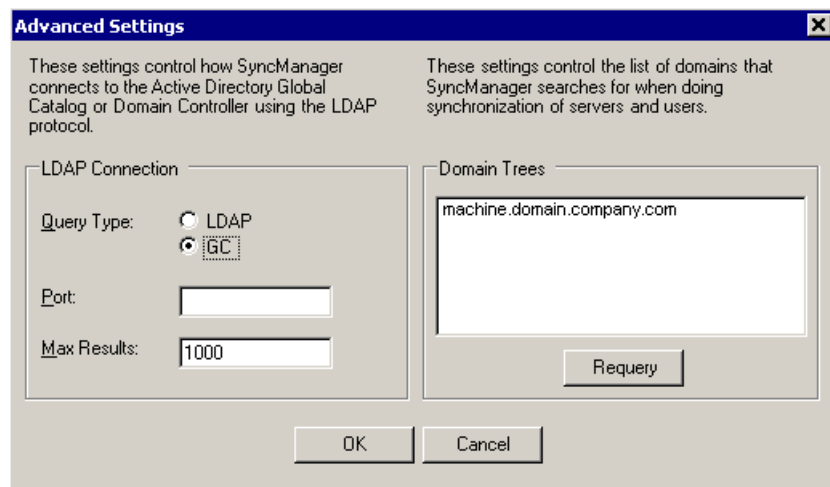 Advanced Settings
These settings control how SyncManager
connects to the Active Directory Global
Catalog or Domain Controller using the LDAP
protocol.
These settings control the list of domains that
SyncManager searches for when doing
synchronization of servers and users.
LDAP Connection
Query Type:
LDAP
GC
Port:
Max Results:
1000
Domain Trees
machine.domain.company.com
Requery
OK
Cancel